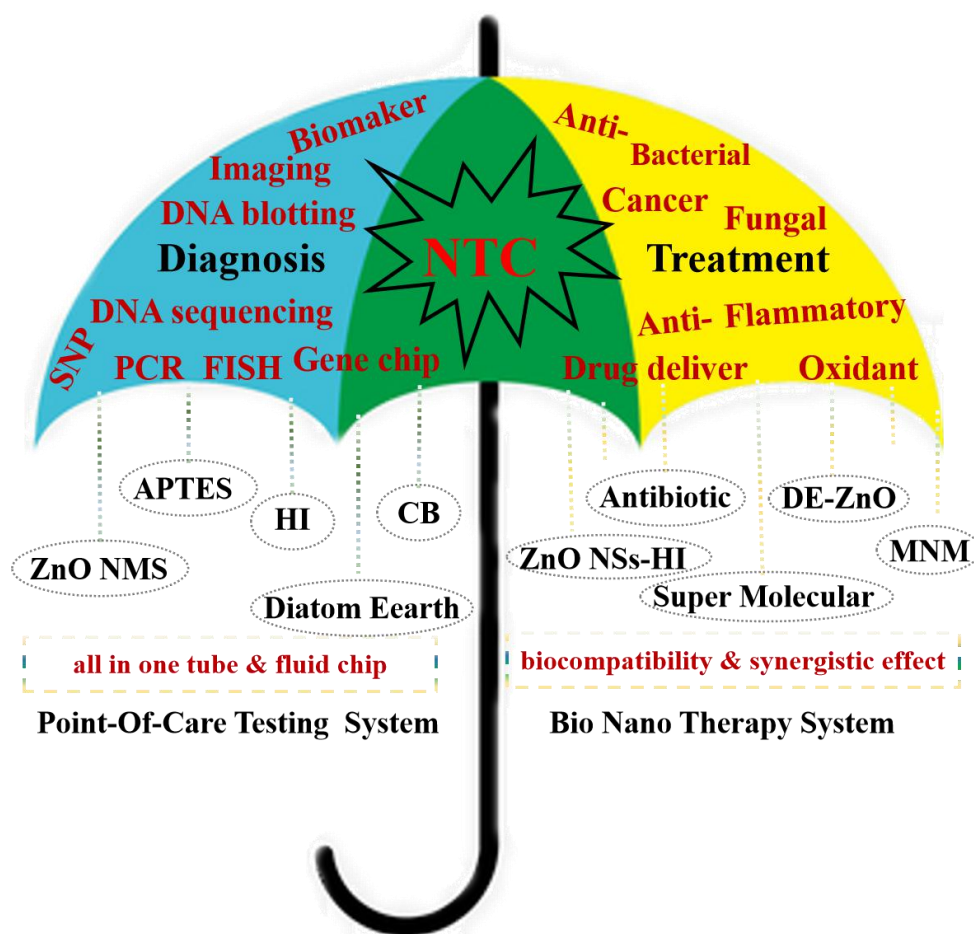 Biomaker
Imaging
DNA blotting
Diagnosis
DNA sequencing
SNP
PCR FISH Gene chip
NTC
Anti-
Bacterial
Cancer
Fungal
Treatment
Anti- Flammatory
Drug deliver Oxidant
APTES
HI
CB
ZnO NMS
Diatom Eearth
Antibiotic
DE-ZnO
ZnO NSs-HI
MNM
Super Molecular
all in one tube & fluid chip
biocompatibility & synergistic effect
Point-Of-Care Testing System
Bio Nano Therapy System